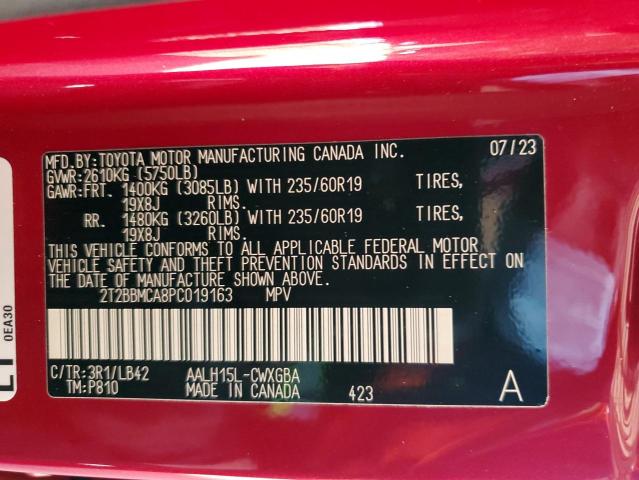 MFD.BY:TOYOTA MOTOR MANUFACTURING CANADA INC. 07/23
GVWR:2610KG (5750LB)
GAWR:FRT. 1400KG (3085LB) WITH 235/60R19 TIRES,
19X8J RIMS.
RR. 1480KG (3260LB) WITH 235/60R19 TIRES,
19X8J RIMS.
THIS VEHICLE CONFORMS TO ALL APPLICABLE FEDERAL MOTOR
VEHICLE SAFETY AND THEFT PREVENTION STANDARDS IN EFFECT ON
THE DATE OF MANUFACTURE SHOWN ABOVE.
2T2BBMCA8PC019163 MPV
C/TR:3R1/LB42 AALH15L-CWXGBA
TM:P810 MADE IN CANADA 423 A
0EA30